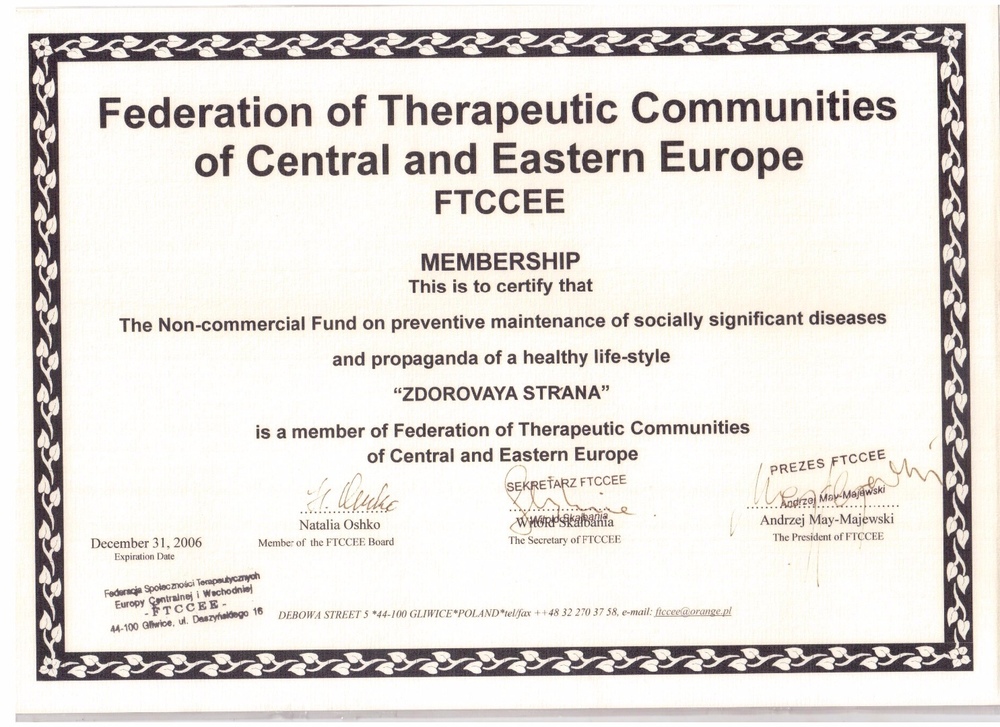 Federation of Therapeutic Communities
of Central and Eastern Europe
FTCCEE
MEMBERSHIP
This is to certify that
The Non-commercial Fund on preventive maintenance of socially significant diseases
and propaganda of a healthy life-style
“ZDOROVAYA STRANA”
is a member of Federation of Therapeutic Communities
of Central and Eastern Europe
SEKRETARZ FTCCEE
Witold Skalbania
PREZES FTCCEE
Andrzej May-Majewski
Natalia Oshko
Member of the FTCCEE Board
Witold Skalbania
The Secretary of FTCCEE
Andrzej May-Majewski
The President of FTCCEE
December 31, 2006
Expiration Date
Federacja Społeczności Terapeutycznych
Europy Centralnej i Wschodniej
- FTCCEE -
44-100 Gliwice, ul. Daszyńskiego 16
DEBOWA STREET 5 *44-100 GLIWICE*POLAND*tel/fax ++48 32 270 37 58, e-mail: ftccee@orange.pl